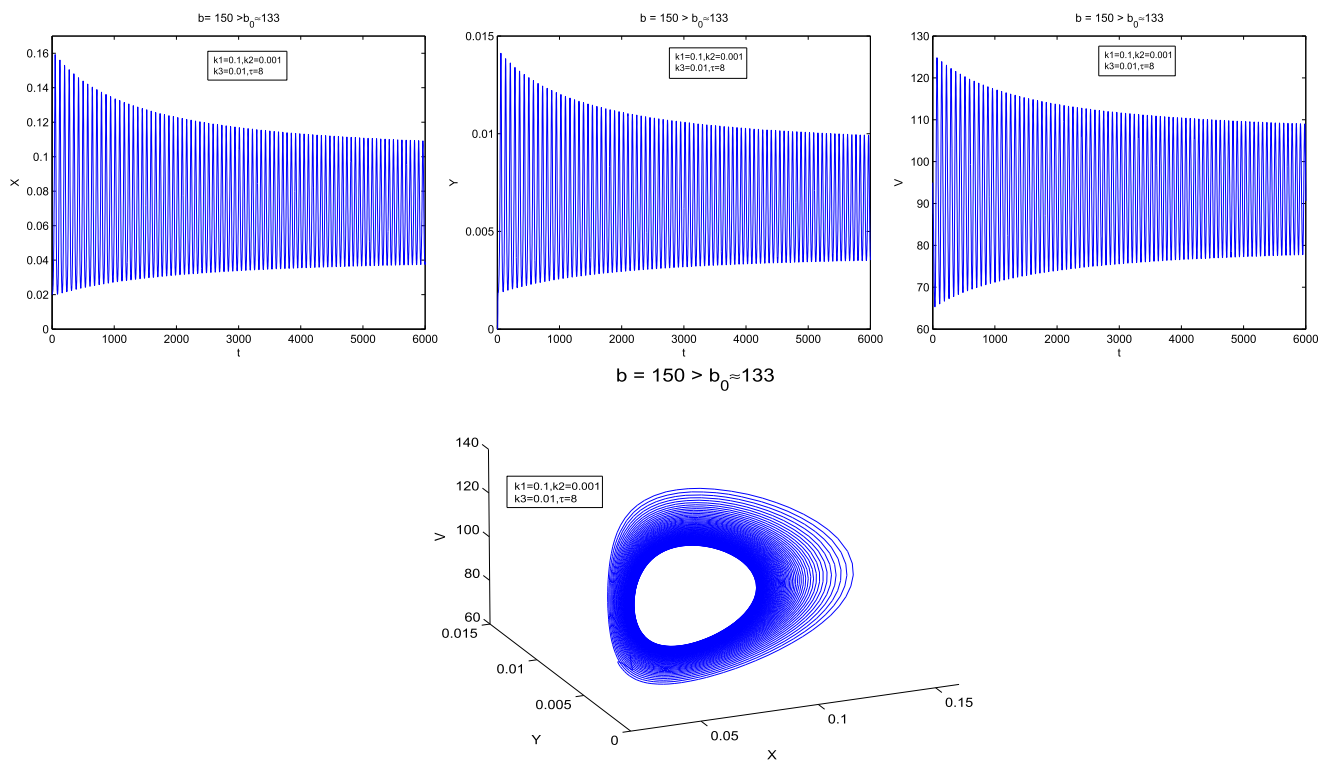 b= 150 >b0≈133
k1=0.1,k2=0.001
k3=0.01,τ=8
0.16
0.14
0.12
0.1
0.08
0.06
0.04
0.02
0
X
0 1000 2000 3000 4000 5000 6000
t
b = 150 > b0≈133
k1=0.1,k2=0.001
k3=0.01,τ=8
0.015
0.01
0.005
0
Y
0 1000 2000 3000 4000 5000 6000
t
b = 150 > b0≈133
k1=0.1,k2=0.001
k3=0.01,τ=8
130
120
110
100
90
80
70
60
V
0 1000 2000 3000 4000 5000 6000
t
b = 150 > b0≈133
k1=0.1,k2=0.001
k3=0.01,τ=8
140
120
100
80
60
V
0.015
0.01
0.005
0
Y
0.05
0.1
0.15
X